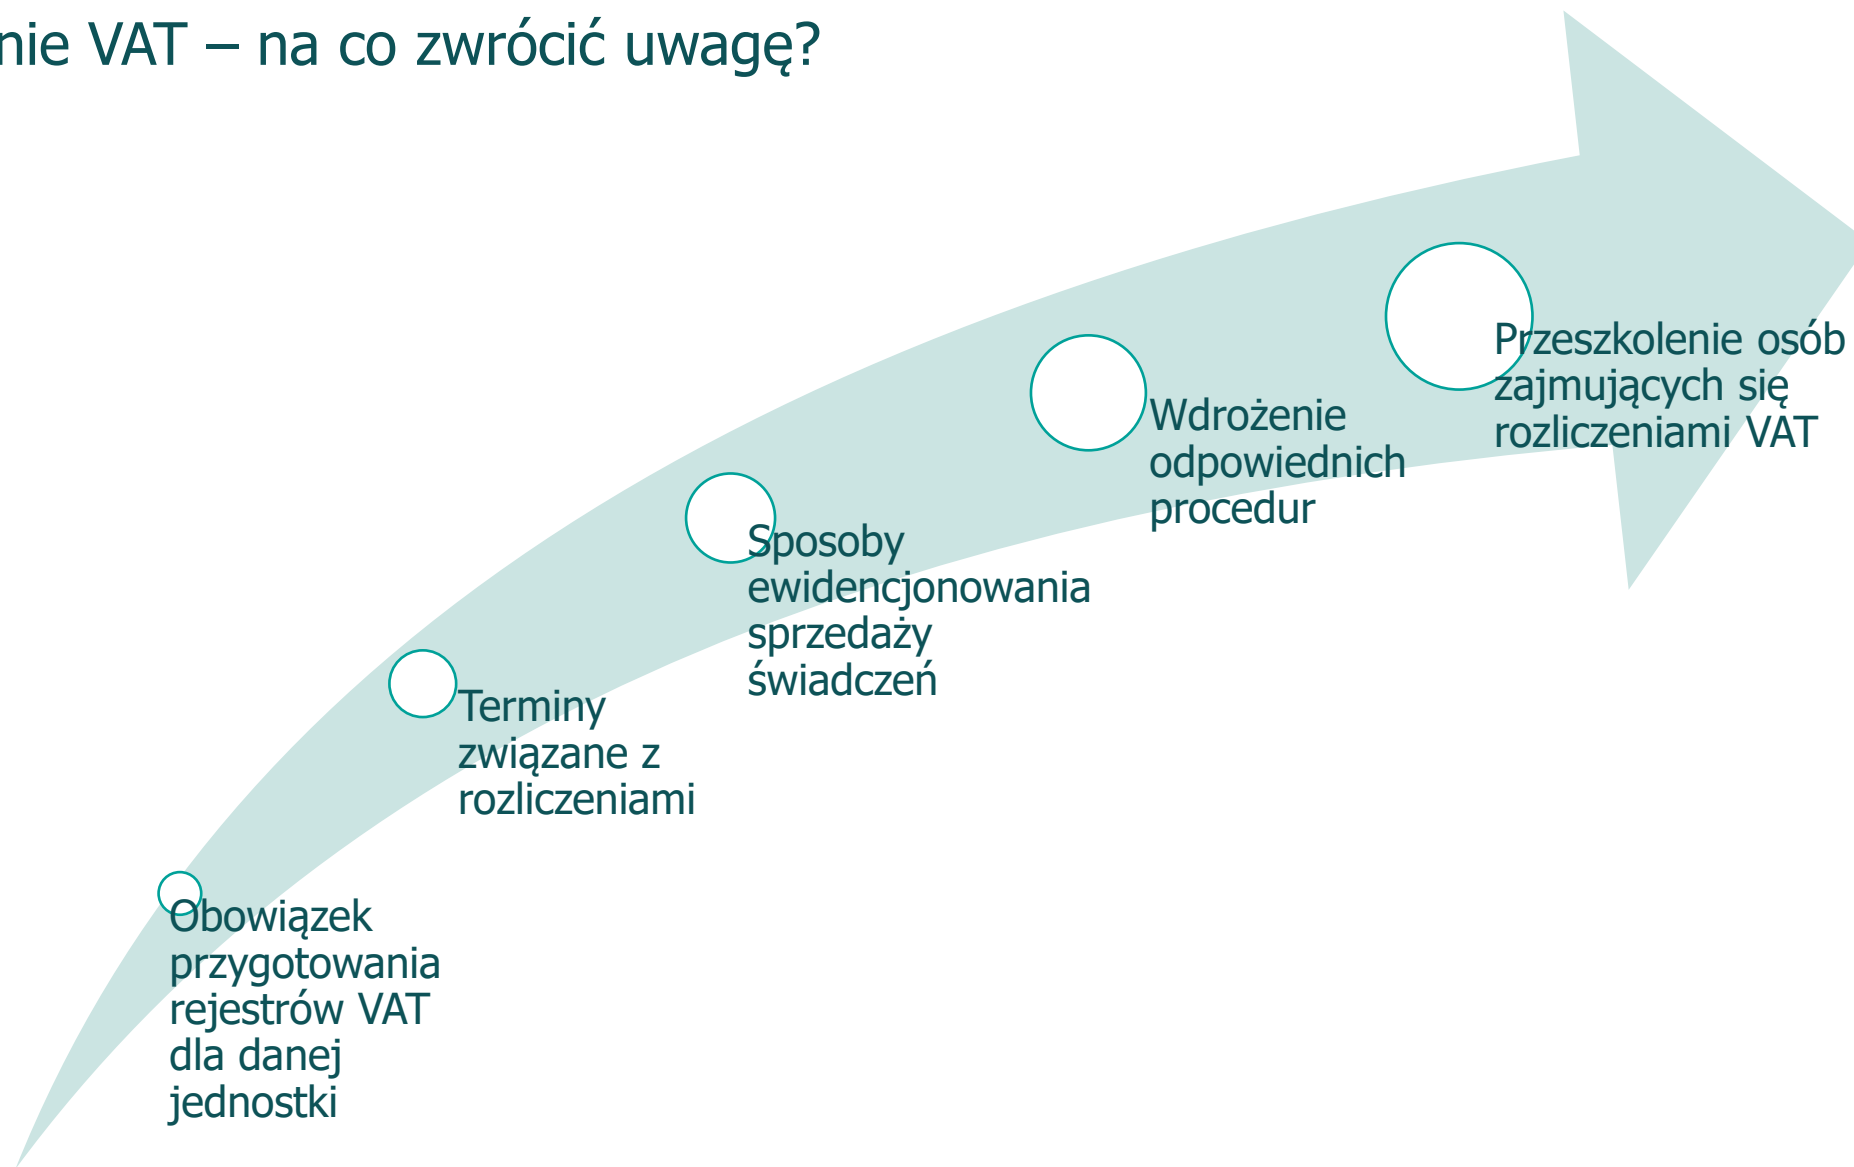 nie VAT – na co zwrócić uwagę?
Obowiązek
przygotowania
rejestrów VAT
dla danej
jednostki
Terminy
związane z
rozliczeniami
Sposoby
ewidencjonowania
sprzedaży
świadczeń
Wdrożenie
odpowiednich
procedur
Przeszkolenie osób
zajmujących się
rozliczeniami VAT